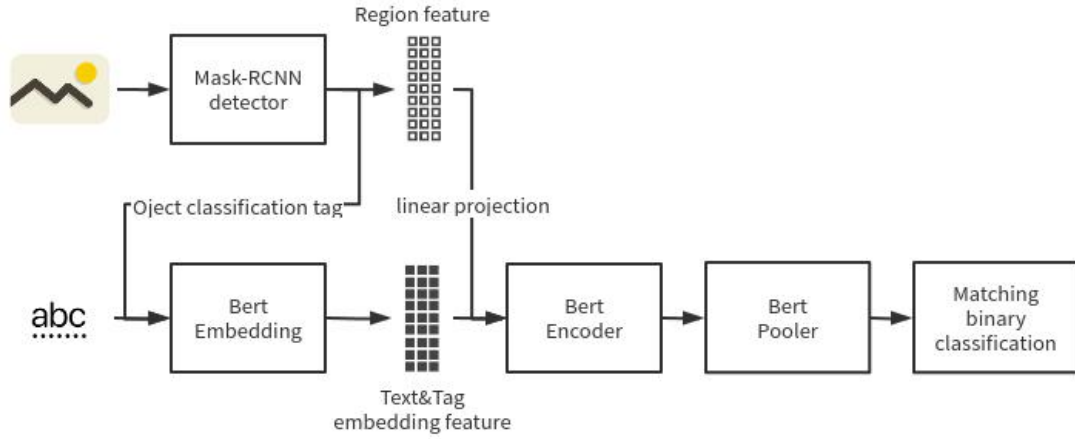 Region feature
Mask-RCNN
detector
Oject classification tag
linear projection
abc
Bert
Embedding
Bert
Encoder
Bert
Pooler
Matching
binary
classification
Text&Tag
embedding feature